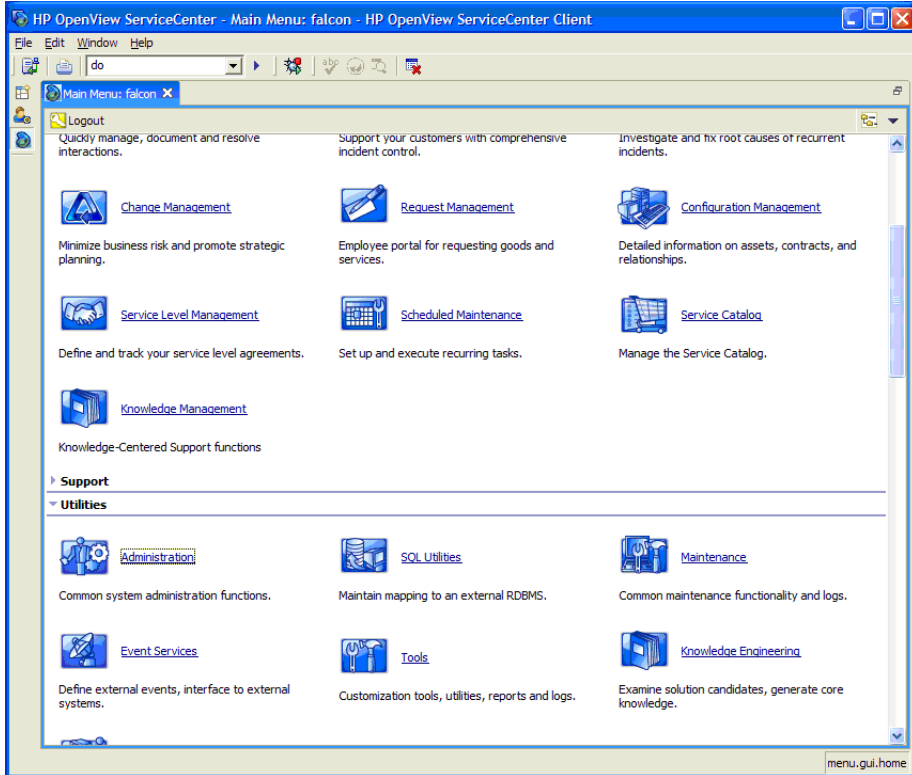 HP OpenView ServiceCenter - Main Menu: falcon - HP OpenView ServiceCenter Client
File Edit Window Help
do
abc
Main Menu: falcon
Logout
Quickly manage, document and resolve
interactions.
Support your customers with comprehensive
incident control.
Investigate and fix root causes of recurrent
incidents.
Change Management
Request Management
Configuration Management
Minimize business risk and promote strategic
planning.
Employee portal for requesting goods and
services.
Detailed information on assets, contracts, and
relationships.
Service Level Management
Scheduled Maintenance
Service Catalog
Define and track your service level agreements.
Set up and execute recurring tasks.
Manage the Service Catalog.
Knowledge Management
Knowledge-Centered Support functions
Support
Utilities
Administration
SQL Utilities
Maintenance
Common system administration functions.
Maintain mapping to an external RDBMS.
Common maintenance functionality and logs.
Event Services
Tools
Knowledge Engineering
Define external events, interface to external
systems.
Customization tools, utilities, reports and logs.
Examine solution candidates, generate core
knowledge.
menu.gui.home